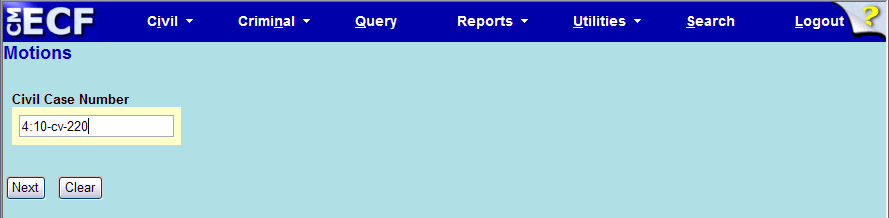 CM ECF Civil Criminal Query Reports Utilities Search Logout ?
Motions
Civil Case Number
4:10-cv-220
Next Clear